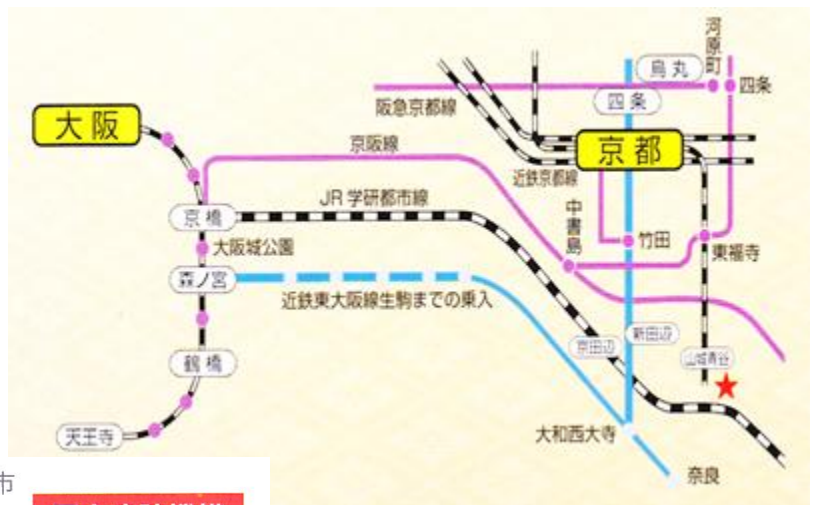 河原町
烏丸
四条
四条
阪急京都線
大阪
京都
京阪線
近鉄京都線
JR学研都市線
中書島
京橋
竹田
大阪城公園
東福寺
森ノ宮
近鉄東大阪線生駒までの乗入
新田辺
京田辺
山城青谷
鶴橋
大和西大寺
天王寺
奈良
市